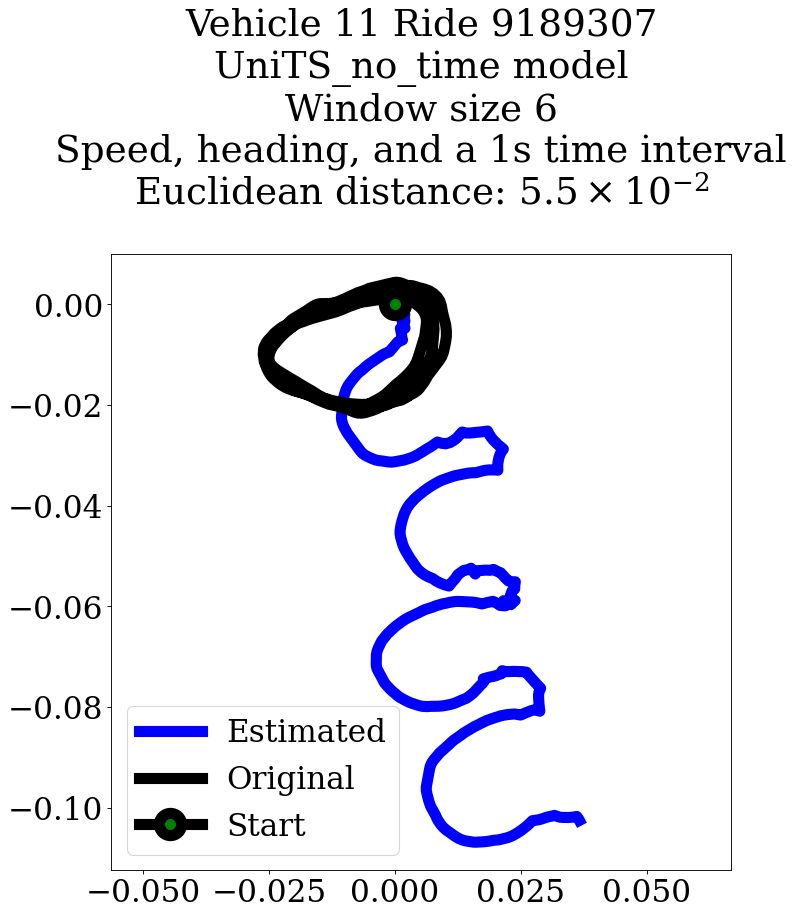 Vehicle 11 Ride 9189307
UniTS_no_time model
Window size 6
Speed, heading, and a 1s time interval
Euclidean distance: 5.5 × 10⁻²
0.00
−0.02
−0.04
−0.06
−0.08
−0.10
Estimated
Original
Start
−0.050 −0.025 0.000 0.025 0.050